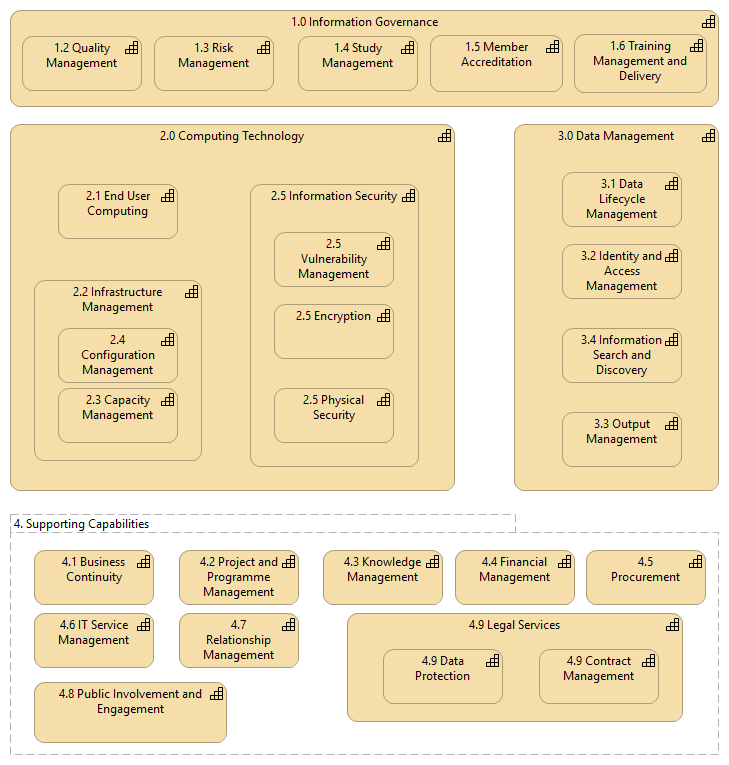 1.0 Information Governance
1.2 Quality
Management
1.3 Risk
Management
1.4 Study
Management
1.5 Member
Accreditation
1.6 Training
Management and
Delivery
2.0 Computing Technology
2.1 End User
Computing
2.2 Infrastructure
Management
2.4
Configuration
Management
2.3 Capacity
Management
2.5 Information Security
2.5
Vulnerability
Management
2.5 Encryption
2.5 Physical
Security
3.0 Data Management
3.1 Data
Lifecycle
Management
3.2 Identity and
Access
Management
3.4 Information
Search and
Discovery
3.3 Output
Management
4. Supporting Capabilities
4.1 Business
Continuity
4.2 Project and
Programme
Management
4.3 Knowledge
Management
4.4 Financial
Management
4.5
Procurement
4.6 IT Service
Management
4.7
Relationship
Management
4.9 Legal Services
4.9 Data
Protection
4.9 Contract
Management
4.8 Public Involvement and
Engagement